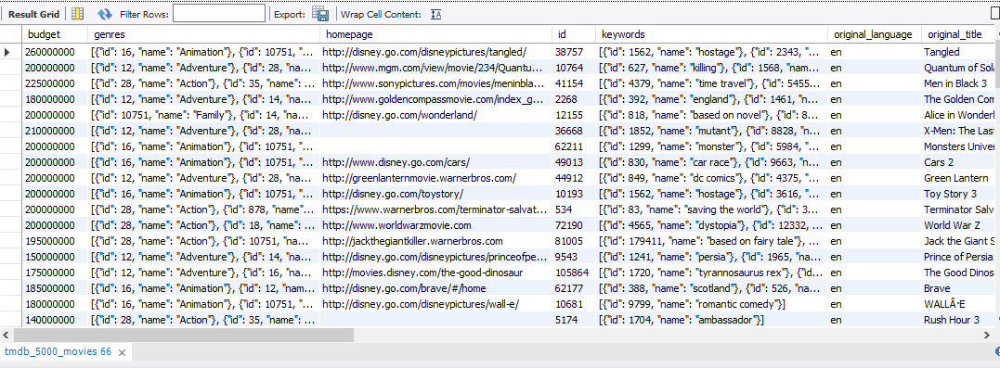 Result Grid Filter Rows: Export: Wrap Cell Content:
budget genres homepage id keywords original_language original_title
260000000 [{"id": 16, "name": "Animation"}, {"id": 10751, "... http://disney.go.com/disneypictures/tangled/ 38757 [{"id": 1562, "name": "hostage"}, {"id": 2343, "na... en Tangled
200000000 [{"id": 12, "name": "Adventure"}, {"id": 28, "nam... http://www.mgm.com/view/movie/234/Quantu... 10764 [{"id": 627, "name": "killing"}, {"id": 1568, "nam... en Quantum of Sola
225000000 [{"id": 28, "name": "Action"}, {"id": 35, "name": ... http://www.sonypictures.com/movies/meninbla... 41154 [{"id": 4379, "name": "time travel"}, {"id": 5455... en Men in Black 3
180000000 [{"id": 12, "name": "Adventure"}, {"id": 14, "na... http://www.goldencompassmovie.com/index_g... 2268 [{"id": 392, "name": "england"}, {"id": 1461, "n... en The Golden Com
200000000 [{"id": 10751, "name": "Family"}, {"id": 14, "na... http://disney.go.com/wonderland/ 12155 [{"id": 818, "name": "based on novel"}, {"id": 8... en Alice in Wonderl
210000000 [{"id": 12, "name": "Adventure"}, {"id": 28, "na... 36668 [{"id": 1852, "name": "mutant"}, {"id": 8828, "n... en X-Men: The Last
200000000 [{"id": 16, "name": "Animation"}, {"id": 10751, "... 62211 [{"id": 1299, "name": "monster"}, {"id": 5984, "... en Monsters Univer
200000000 [{"id": 16, "name": "Animation"}, {"id": 10751, "... http://www.disney.go.com/cars/ 49013 [{"id": 830, "name": "car race"}, {"id": 9663, "n... en Cars 2
200000000 [{"id": 12, "name": "Adventure"}, {"id": 28, "na... http://greenlanternmovie.warnerbros.com/ 44912 [{"id": 849, "name": "dc comics"}, {"id": 4375, "... en Green Lantern
200000000 [{"id": 16, "name": "Animation"}, {"id": 10751, "... http://disney.go.com/toystory/ 10193 [{"id": 1562, "name": "hostage"}, {"id": 3616, "... en Toy Story 3
200000000 [{"id": 28, "name": "Action"}, {"id": 878, "name"... https://www.warnerbros.com/terminator-salvat... 534 [{"id": 83, "name": "saving the world"}, {"id": 3... en Terminator Salva
200000000 [{"id": 28, "name": "Action"}, {"id": 18, "name": ... http://www.worldwarzmovie.com 72190 [{"id": 4565, "name": "dystopia"}, {"id": 12332, ... en World War Z
195000000 [{"id": 28, "name": "Action"}, {"id": 10751, "na... http://jackthegiantkiller.warnerbros.com 81005 [{"id": 179411, "name": "based on fairy tale"}, ... en Jack the Giant S
150000000 [{"id": 12, "name": "Adventure"}, {"id": 14, "na... http://disney.go.com/disneypictures/princeofpe... 9543 [{"id": 1241, "name": "persia"}, {"id": 1965, "na... en Prince of Persia
175000000 [{"id": 12, "name": "Adventure"}, {"id": 16, "na... http://movies.disney.com/the-good-dinosaur 105864 [{"id": 1720, "name": "tyrannosaurus rex"}, {"id"... en The Good Dinos
185000000 [{"id": 16, "name": "Animation"}, {"id": 12, "nam... http://disney.go.com/brave/#/home 62177 [{"id": 388, "name": "scotland"}, {"id": 526, "na... en Brave
180000000 [{"id": 16, "name": "Animation"}, {"id": 10751, "... http://disney.go.com/disneypictures/wall-e/ 10681 [{"id": 9799, "name": "romantic comedy"}] en WALLÂ·E
140000000 [{"id": 28, "name": "Action"}, {"id": 35, "name": ... 5174 [{"id": 1704, "name": "ambassador"}] en Rush Hour 3
tmdb_5000_movies 66